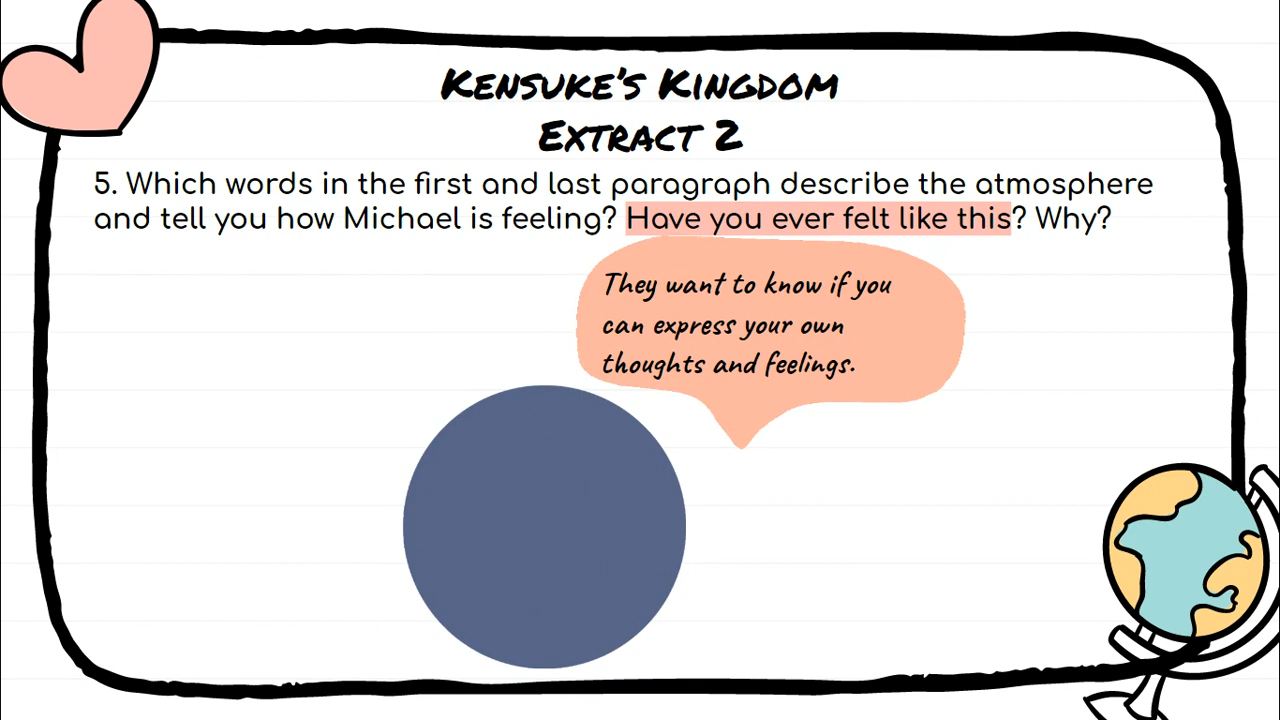 Kensuke's Kingdom
Extract 2
5. Which words in the first and last paragraph describe the atmosphere
and tell you how Michael is feeling? Have you ever felt like this? Why?
They want to know if you
can express your own
thoughts and feelings.